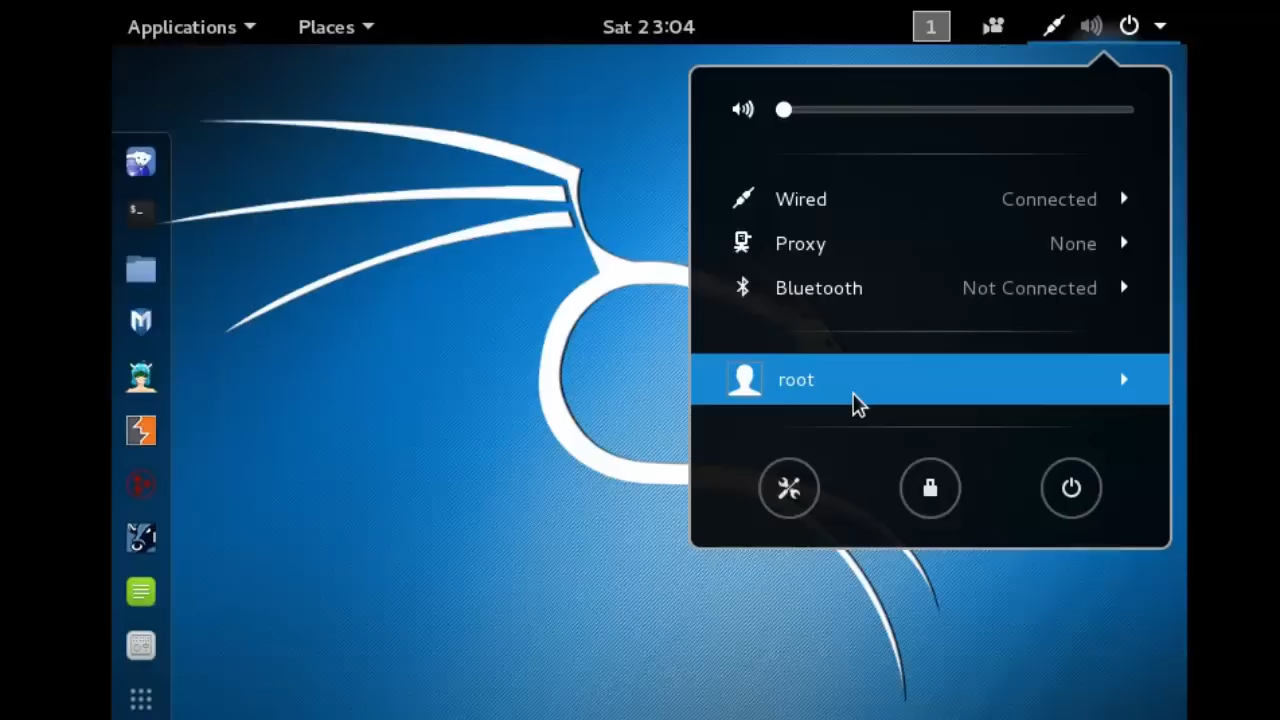 Applications Places Sat 23:04 1
Wired Connected
Proxy None
Bluetooth Not Connected
root
$_